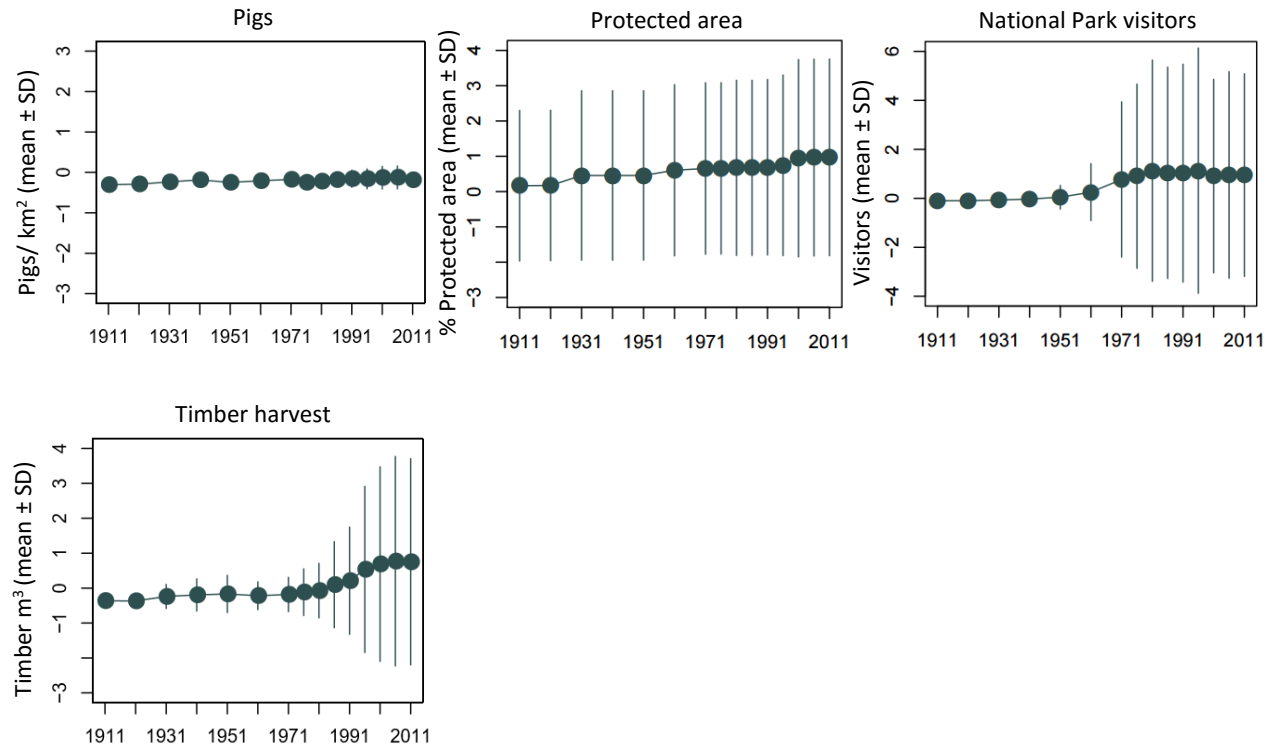 Pigs
Pigs/ km² (mean ± SD)
3
2
1
0
−1
−2
−3
1911 1931 1951 1971 1991 2011
Protected area
% Protected area (mean ± SD)
4
3
2
1
0
−1
−3
1911 1931 1951 1971 1991 2011
National Park visitors
Visitors (mean ± SD)
6
4
2
0
−2
−4
1911 1931 1951 1971 1991 2011
Timber harvest
Timber m³ (mean ± SD)
4
3
2
1
0
−1
−3
1911 1931 1951 1971 1991 2011